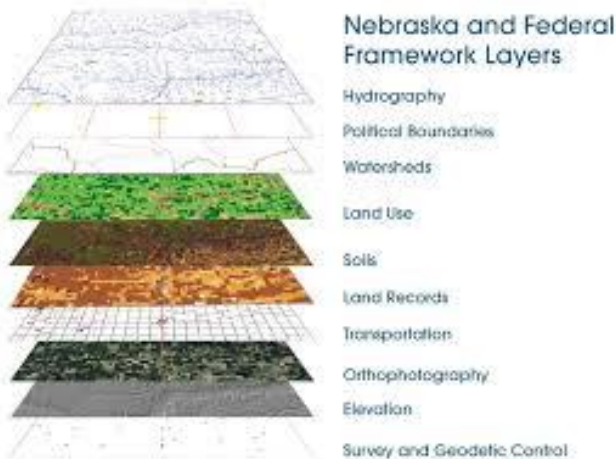 Nebraska and Federal
Framework Layers
Hydrography
Political Boundaries
Watersheds
Land Use
Soils
Land Records
Transportation
Orthophotography
Elevation
Survey and Geodetic Control